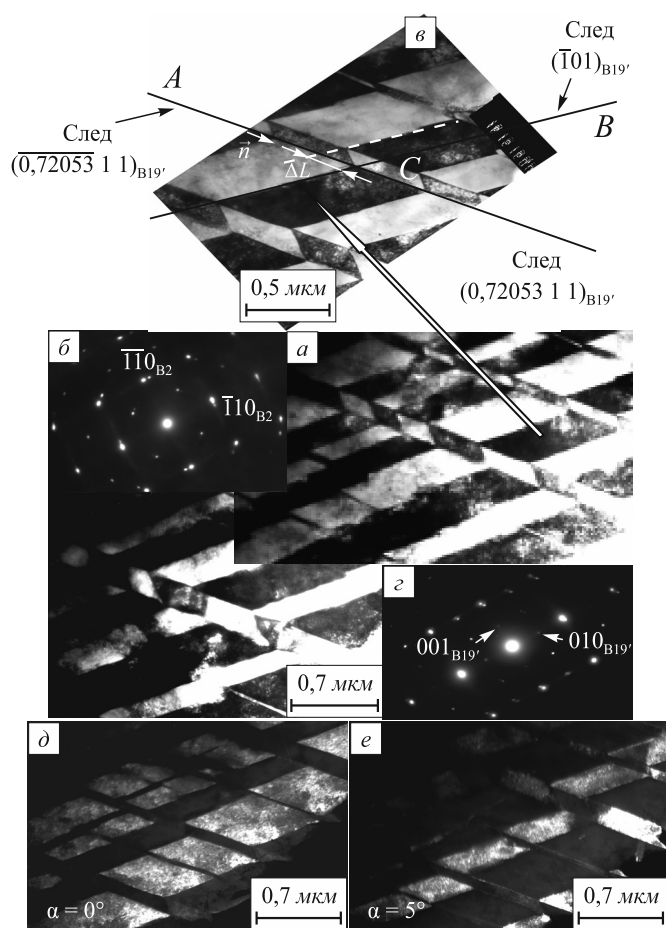 в
След
(1̅01)B19′
A
B
След
(0,72053̅ 1 1)B19′
n⃗
ΔL⃗
C
След
(0,72053 1 1)B19′
0,5 мкм
б
1̅1̅0B2
1̅10B2
а
г
001B19′
010B19′
0,7 мкм
д
α = 0°
0,7 мкм
е
α = 5°
0,7 мкм